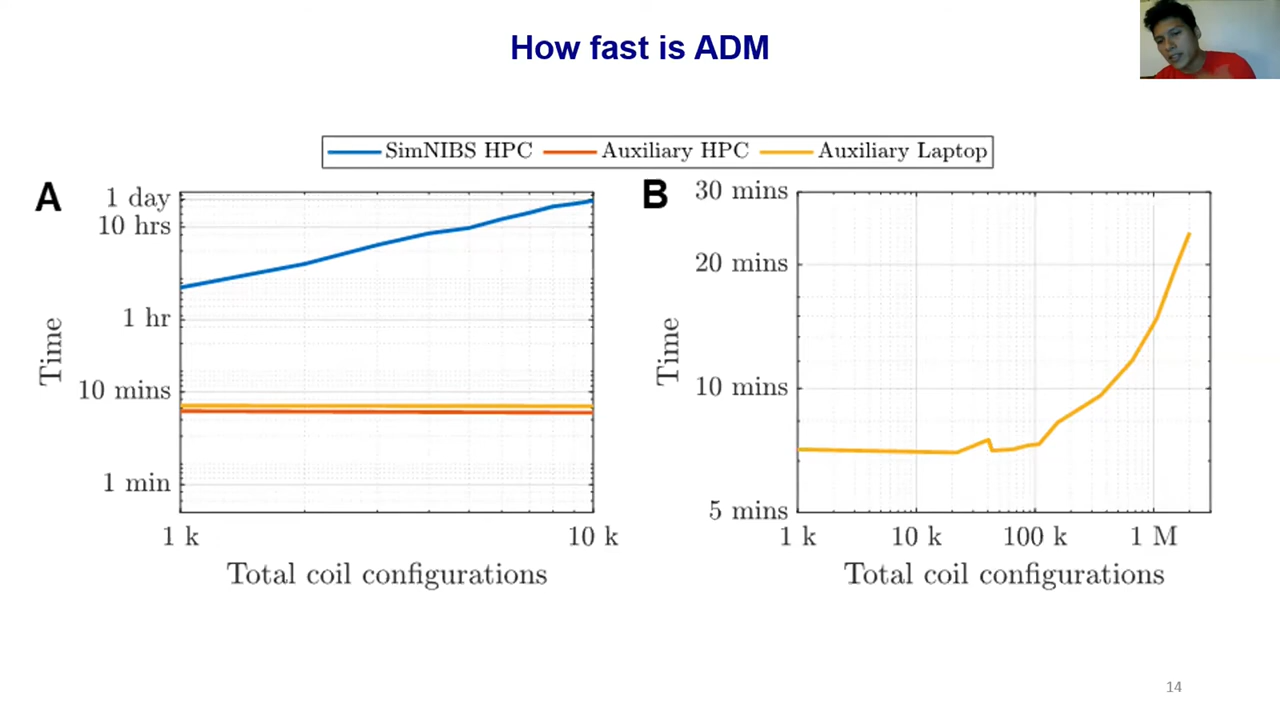 How fast is ADM
SimNIBS HPC Auxiliary HPC Auxiliary Laptop
A
1 day
10 hrs
1 hr
10 mins
1 min
Time
1 k 10 k
Total coil configurations
B
30 mins
20 mins
10 mins
5 mins
Time
1 k 10 k 100 k 1 M
Total coil configurations
14